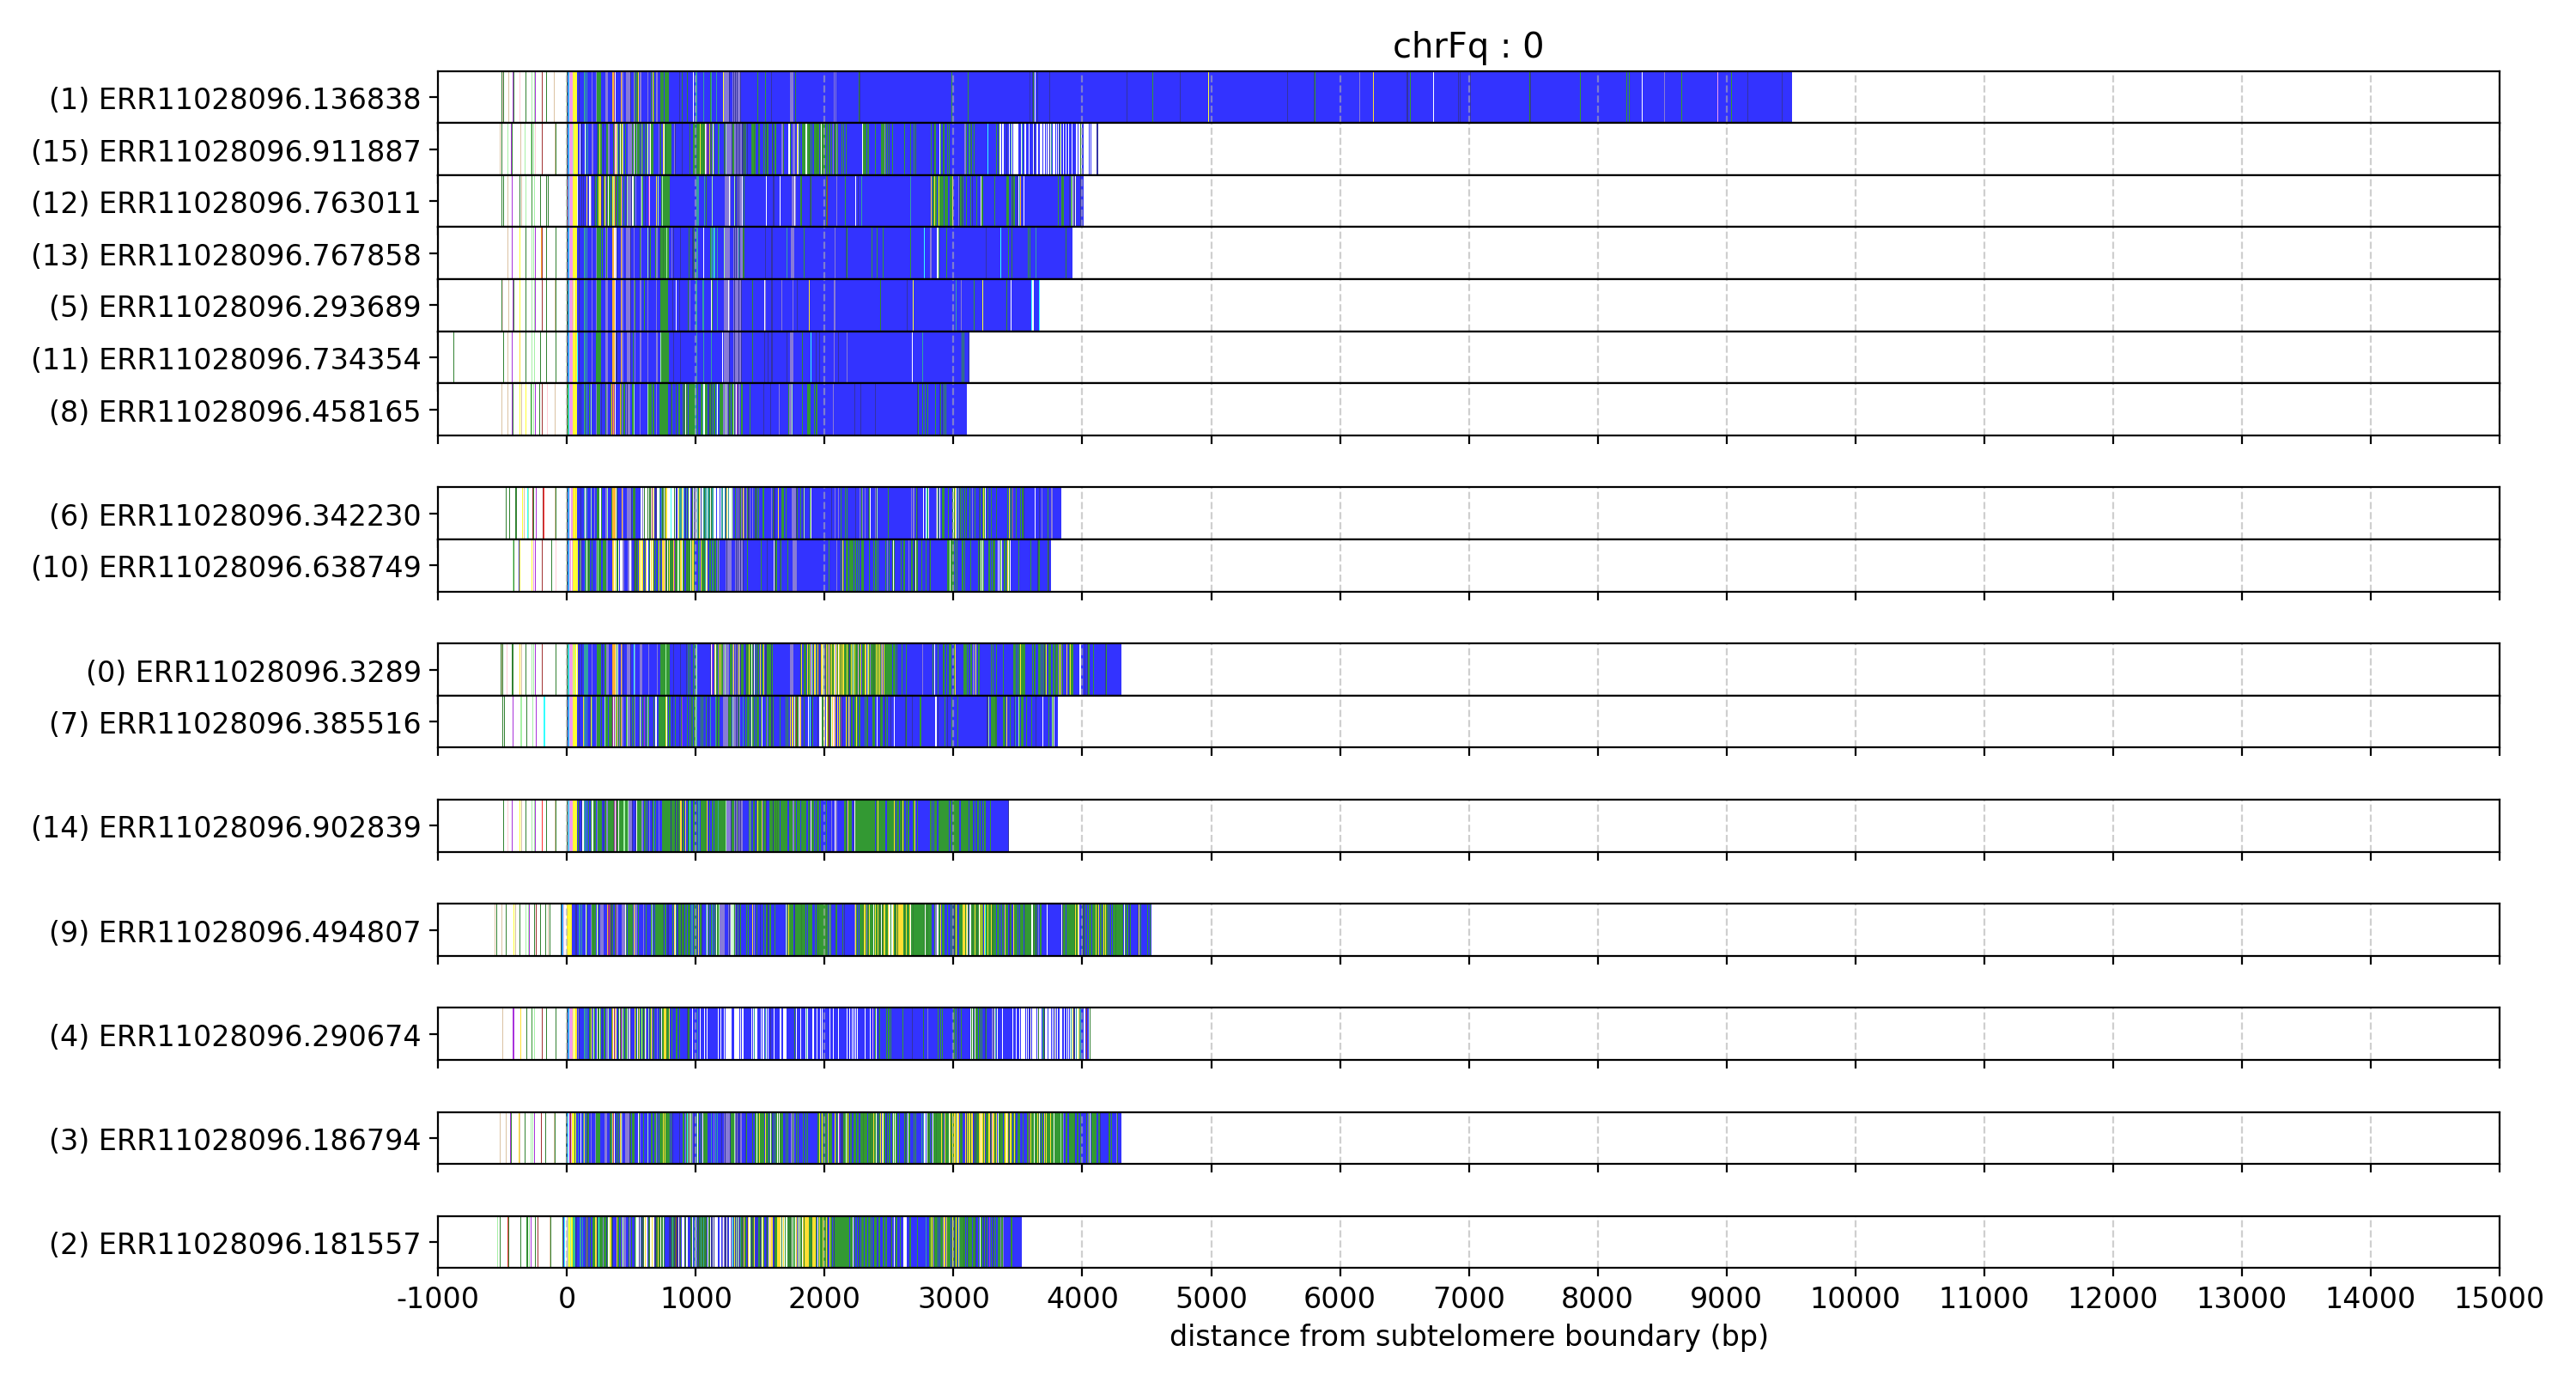 chrFq : 0
(1) ERR11028096.136838
(15) ERR11028096.911887
(12) ERR11028096.763011
(13) ERR11028096.767858
(5) ERR11028096.293689
(11) ERR11028096.734354
(8) ERR11028096.458165
(6) ERR11028096.342230
(10) ERR11028096.638749
(0) ERR11028096.3289
(7) ERR11028096.385516
(14) ERR11028096.902839
(9) ERR11028096.494807
(4) ERR11028096.290674
(3) ERR11028096.186794
(2) ERR11028096.181557
-1000 0 1000 2000 3000 4000 5000 6000 7000 8000 9000 10000 11000 12000 13000 14000 15000
distance from subtelomere boundary (bp)